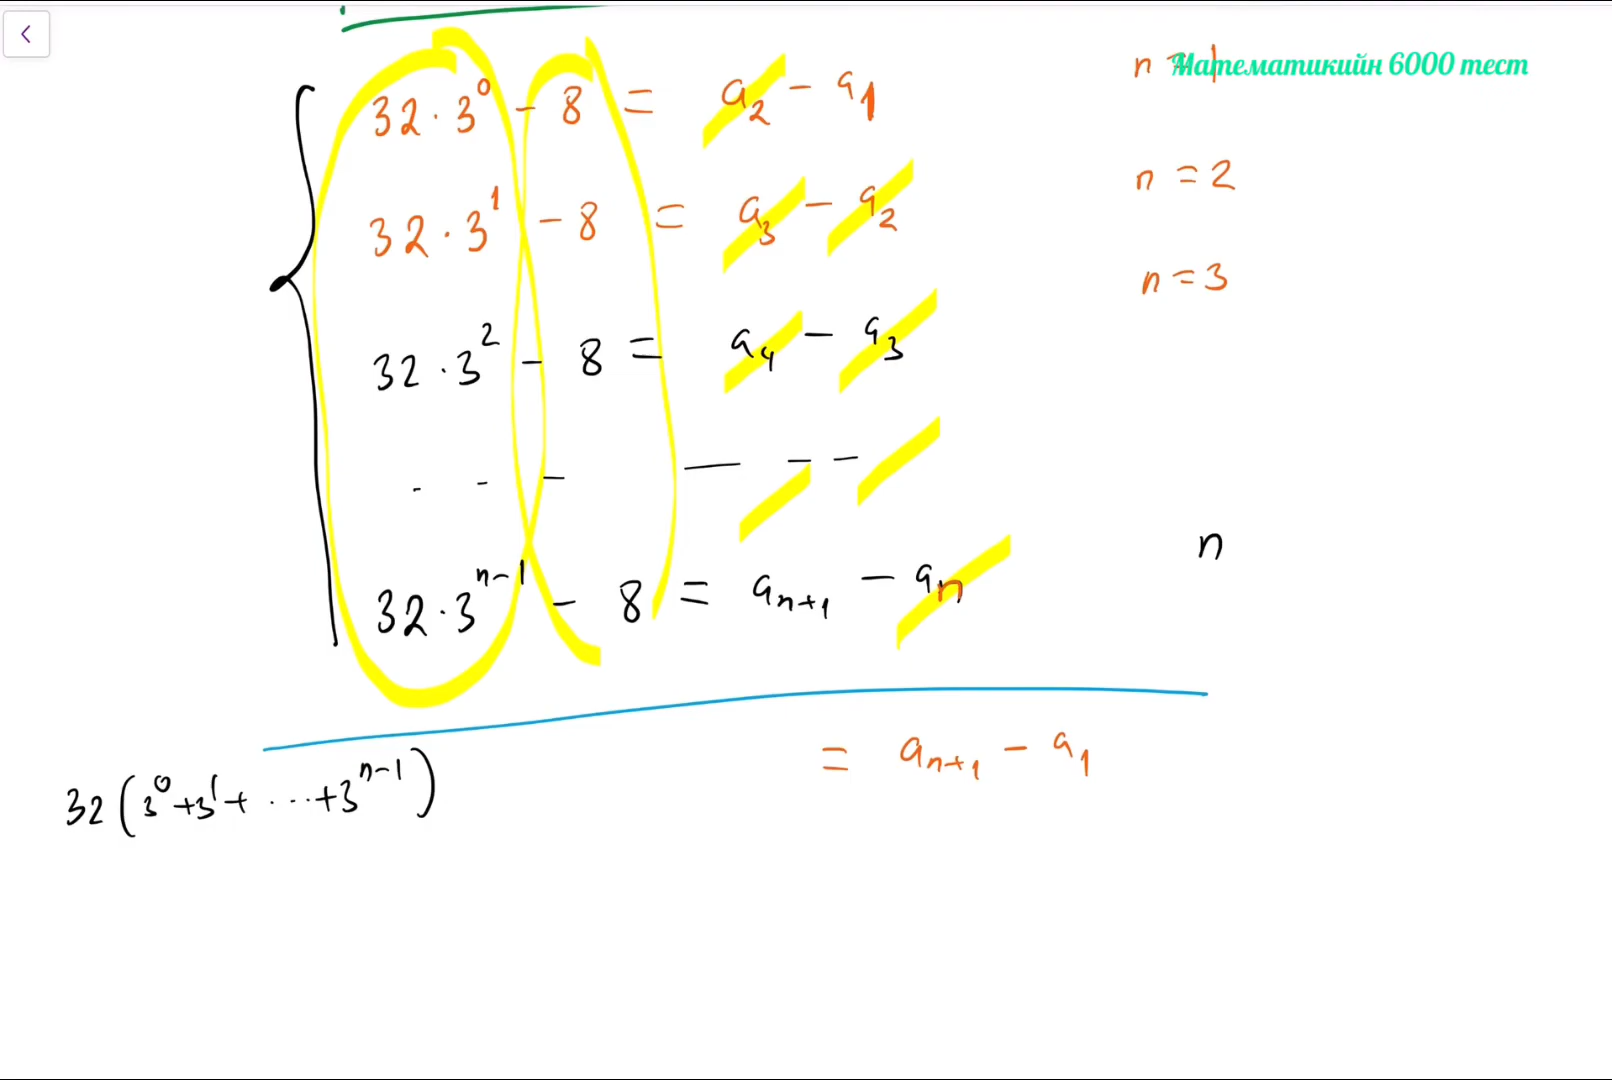 Математикийн 6000 тест
32 · 3⁰ - 8 = a₂ - a₁ n = 1
32 · 3¹ - 8 = a₃ - a₂ n = 2
32 · 3² - 8 = a₄ - a₃ n = 3
. - - — - -
32 · 3ⁿ⁻¹ - 8 = aₙ₊₁ - aₙ n
32 (3⁰ + 3¹ + ... + 3ⁿ⁻¹) = aₙ₊₁ - a₁